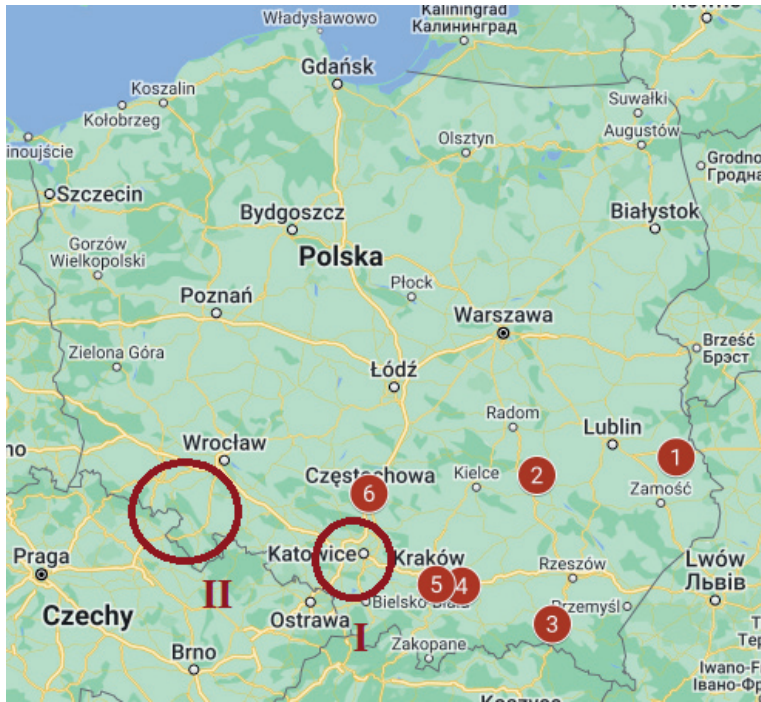 Kaliningrad
Калининград
Władysławowo
Gdańsk
Koszalin
Kołobrzeg
Suwałki
Augustów
Olsztyn
inoujście
Grodno
Гродна
Szczecin
Bydgoszcz
Białystok
Gorzów
Wielkopolski
Polska
Płock
Poznań
Warszawa
Brześć
Брэст
Zielona Góra
Łódź
Radom
Lublin
no
Wrocław
1
Częstochowa
Kielce
2
6
Zamość
Katowice
Kraków
Praga
Rzeszów
Lwów
Львів
5
4
II
Bielsko-Biała
Ostrawa
Przemyśl
Czechy
3
I
Zakopane
Brno
Iwano-F
Івано-Ф